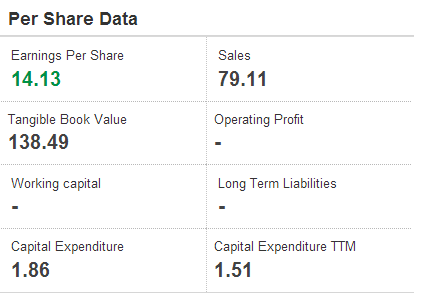 Per Share Data
Earnings Per Share
14.13
Sales
79.11
Tangible Book Value
138.49
Operating Profit
-
Working capital
-
Long Term Liabilities
-
Capital Expenditure
1.86
Capital Expenditure TTM
1.51